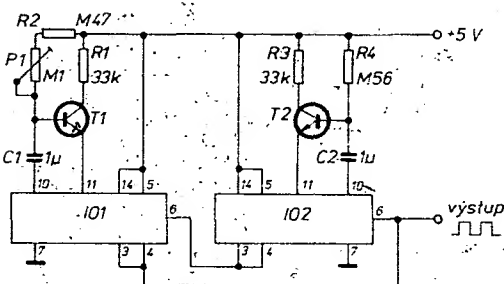 R2
M47
P1
M1
R1
33k
T1
C1
1µ
10
11
14
5
IO1
6
7
3
4
+5 V
R3
33k
R4
M56
T2
C2
1µ
14
5
11
10
IO2
6
3
4
7
výstup